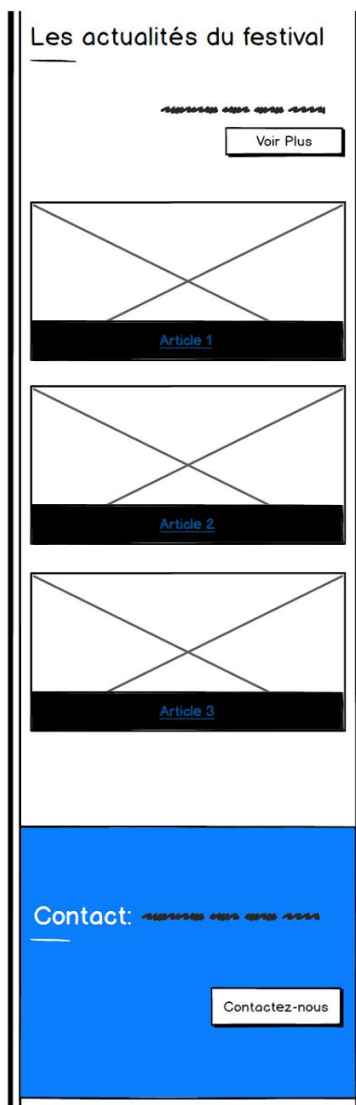 Les actualités du festival
Voir Plus
Article 1
Article 2
Article 3
Contact:
Contactez-nous